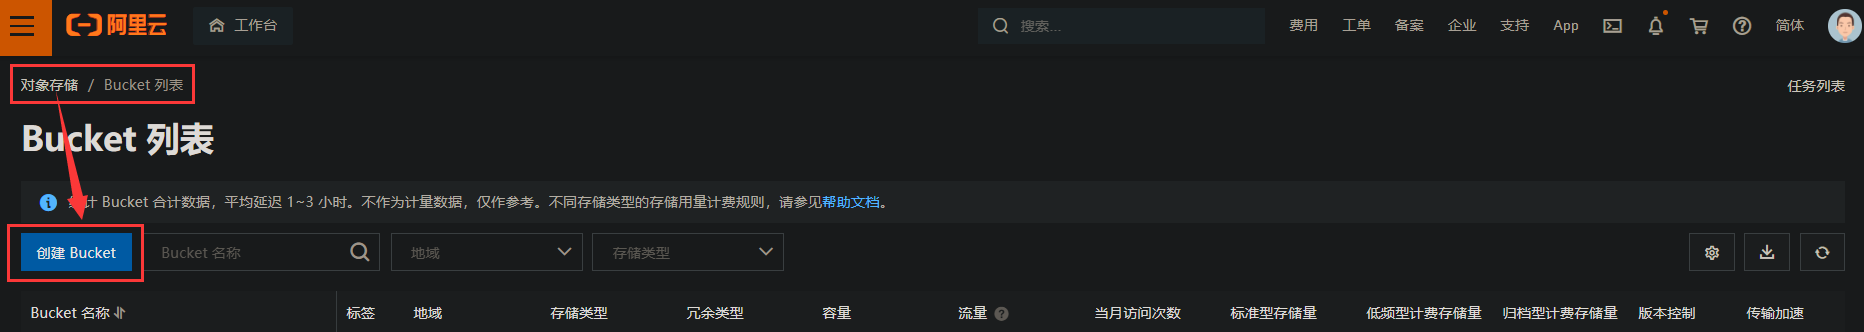 阿里云 工作台 搜索... 费用 工单 备案 企业 支持 App 简体
对象存储 / Bucket 列表 任务列表
Bucket 列表
计 Bucket 合计数据，平均延迟 1~3 小时。不作为计量数据，仅作参考。不同存储类型的存储用量计费规则，请参见帮助文档。
创建 Bucket Bucket 名称 地域 存储类型
Bucket 名称 标签 地域 存储类型 冗余类型 容量 流量 当月访问次数 标准型存储量 低频型计费存储量 归档型计费存储量 版本控制 传输加速